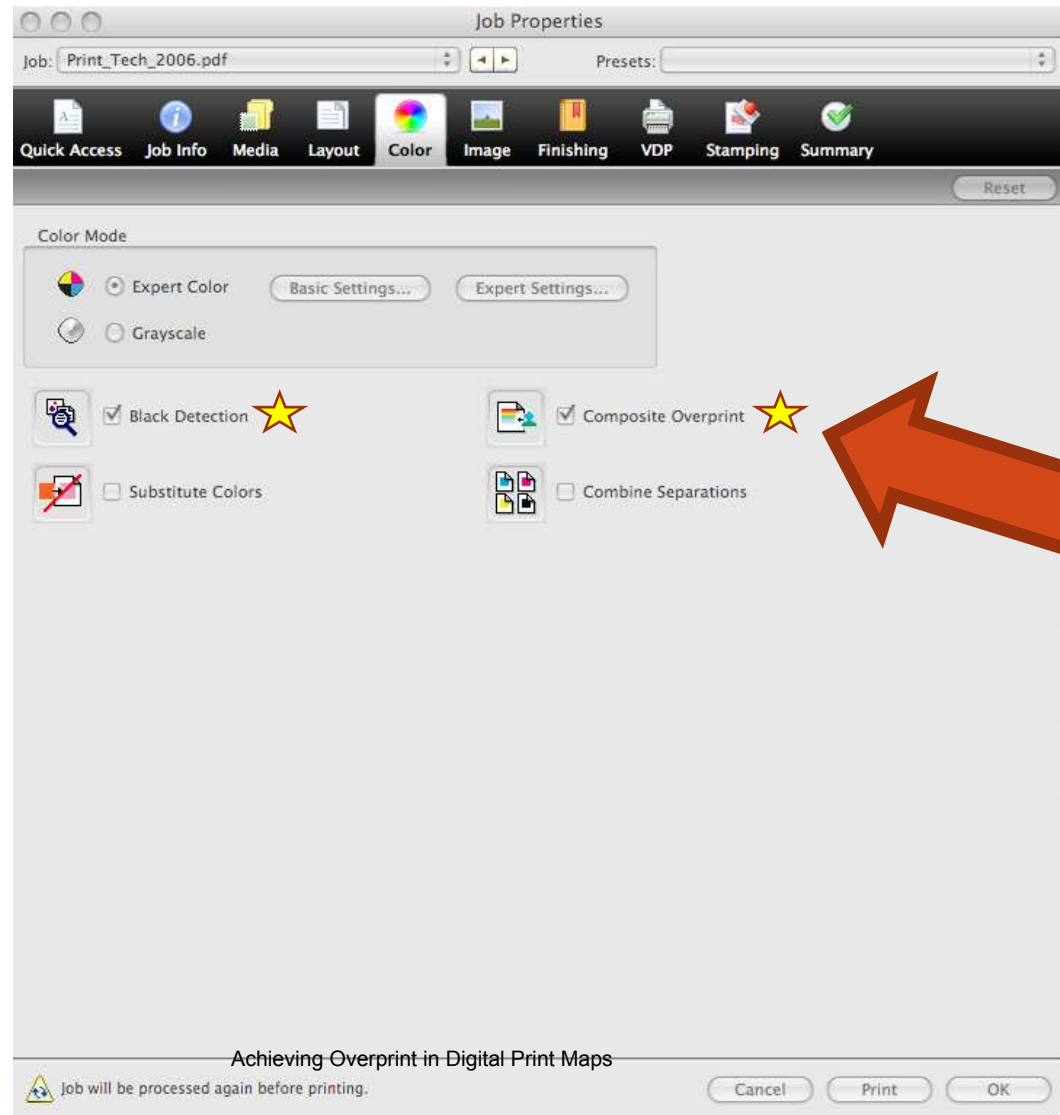 Job Properties
Job: Print_Tech_2006.pdf Presets:
Quick Access Job Info Media Layout Color Image Finishing VDP Stamping Summary
Reset
Color Mode
Expert Color Basic Settings... Expert Settings...
Grayscale
Black Detection Composite Overprint
Substitute Colors Combine Separations
Achieving Overprint in Digital Print Maps
Job will be processed again before printing. Cancel Print OK